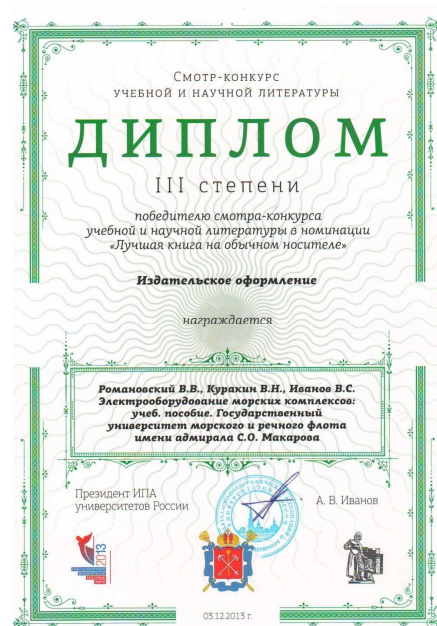 Смотр-конкурс
учебной и научной литературы
ДИПЛОМ
III степени
победителю смотра-конкурса
учебной и научной литературы в номинации
«Лучшая книга на обычном носителе»
Издательское оформление
награждается
Романовский В.В., Куракин В.Н., Иванов В.С.
Электрооборудование морских комплексов:
учеб. пособие. Государственный
университет морского и речного флота
имени адмирала С.О. Макарова
Президент ИПА
университетов России
А. В. Иванов
2013
03.12.2013 г.